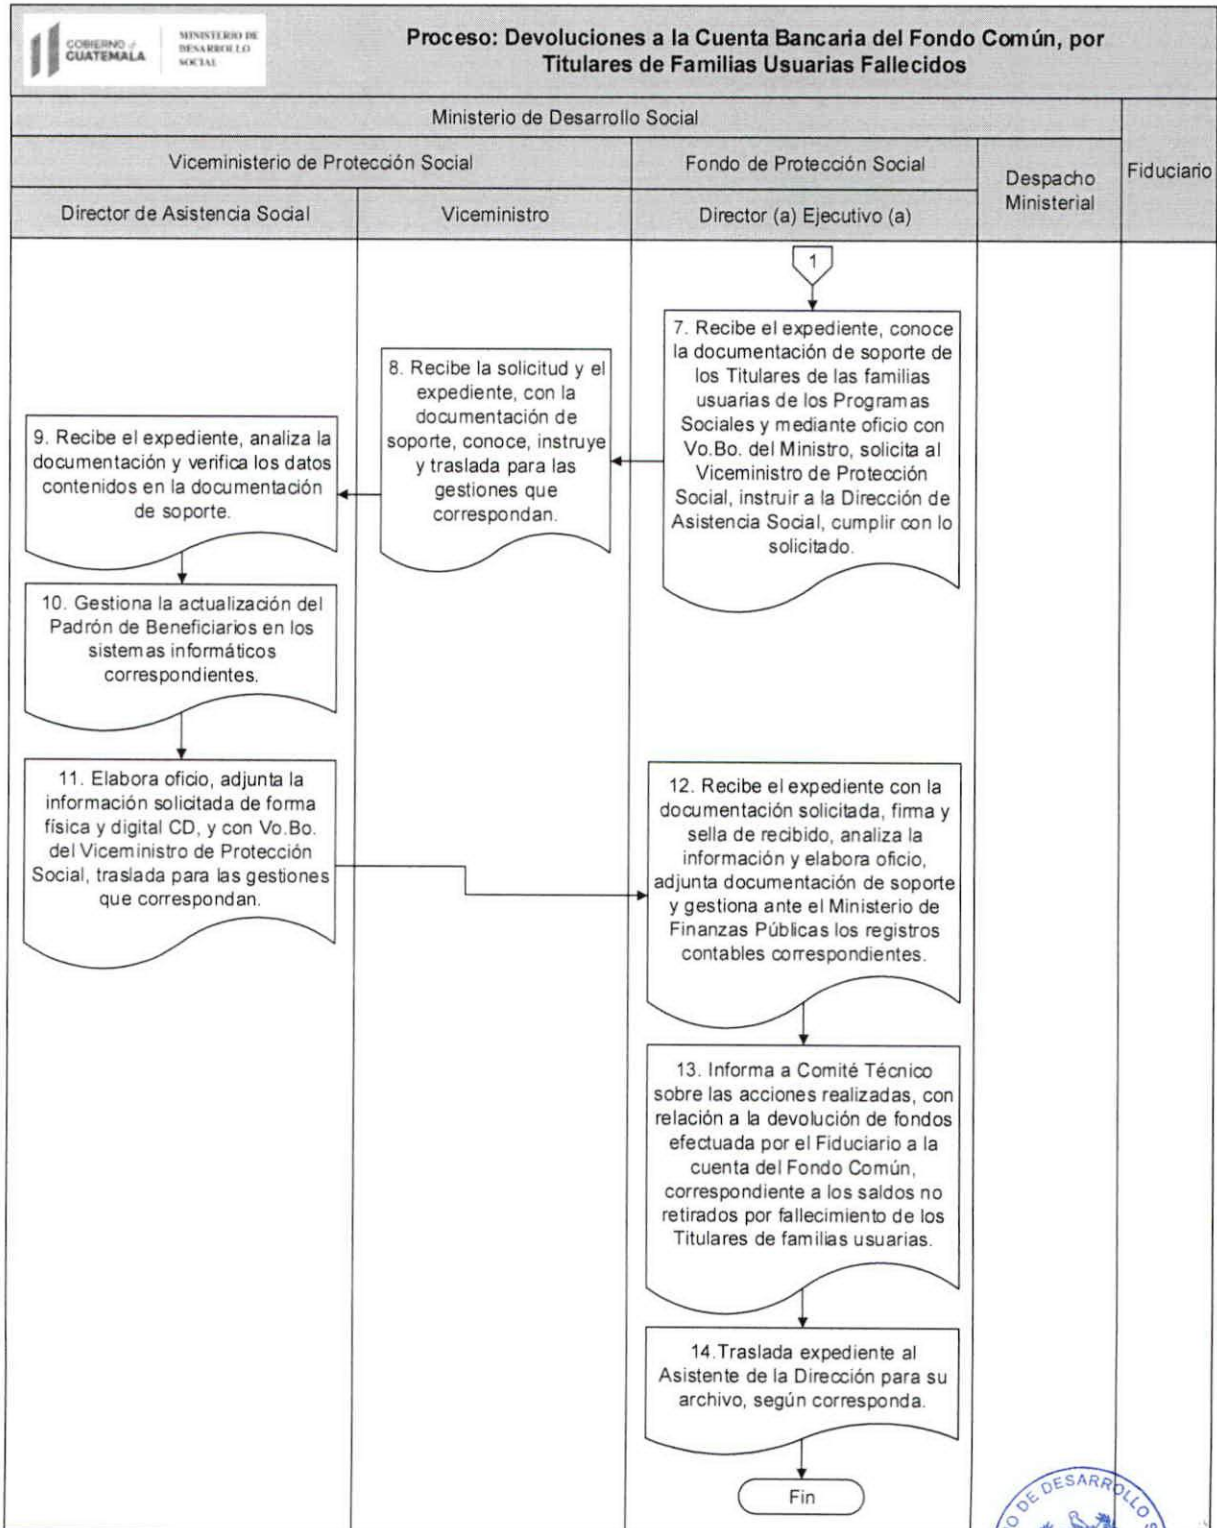 GOBIERNO de
GUATEMALA
MINISTERIO DE
DESARROLLO
SOCIAL
Proceso: Devoluciones a la Cuenta Bancaria del Fondo Común, por
Titulares de Familias Usuarias Fallecidos
Ministerio de Desarrollo Social
Viceministerio de Protección Social
Fondo de Protección Social
Despacho
Ministerial
Fiduciario
Director de Asistencia Social
Viceministro
Director (a) Ejecutivo (a)
1
7. Recibe el expediente, conoce
la documentación de soporte de
los Titulares de las familias
usuarias de los Programas
Sociales y mediante oficio con
Vo.Bo. del Ministro, solicita al
Viceministro de Protección
Social, instruir a la Dirección de
Asistencia Social, cumplir con lo
solicitado.
8. Recibe la solicitud y el
expediente, con la
documentación de
soporte, conoce, instruye
y traslada para las
gestiones que
correspondan.
9. Recibe el expediente, analiza la
documentación y verifica los datos
contenidos en la documentación
de soporte.
10. Gestiona la actualización del
Padrón de Beneficiarios en los
sistemas informáticos
correspondientes.
11. Elabora oficio, adjunta la
información solicitada de forma
física y digital CD, y con Vo.Bo.
del Viceministro de Protección
Social, traslada para las gestiones
que correspondan.
12. Recibe el expediente con la
documentación solicitada, firma y
sella de recibido, analiza la
información y elabora oficio,
adjunta documentación de soporte
y gestiona ante el Ministerio de
Finanzas Públicas los registros
contables correspondientes.
13. Informa a Comité Técnico
sobre las acciones realizadas, con
relación a la devolución de fondos
efectuada por el Fiduciario a la
cuenta del Fondo Común,
correspondiente a los saldos no
retirados por fallecimiento de los
Titulares de familias usuarias.
14.Traslada expediente al
Asistente de la Dirección para su
archivo, según corresponda.
Fin
DE DESARROLLO